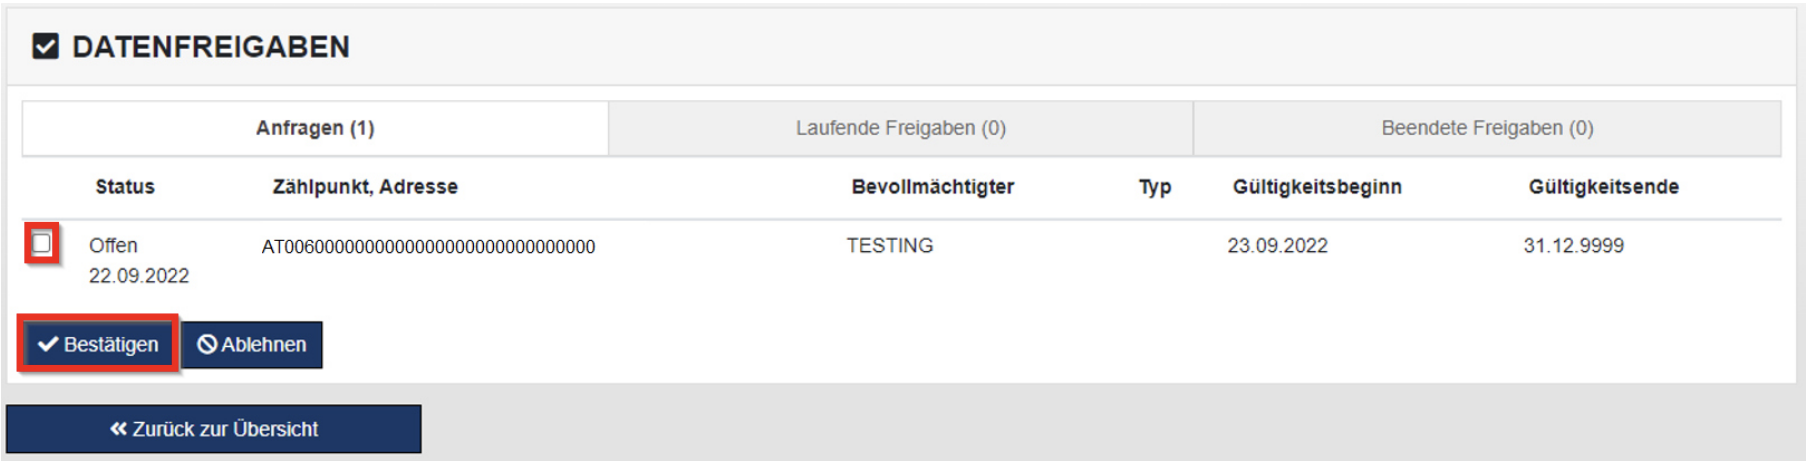 DATENFREIGABEN
Anfragen (1) Laufende Freigaben (0) Beendete Freigaben (0)
Status Zählpunkt, Adresse Bevollmächtigter Typ Gültigkeitsbeginn Gültigkeitsende
Offen AT0060000000000000000000000000000 TESTING 23.09.2022 31.12.9999
22.09.2022
Bestätigen Ablehnen
« Zurück zur Übersicht